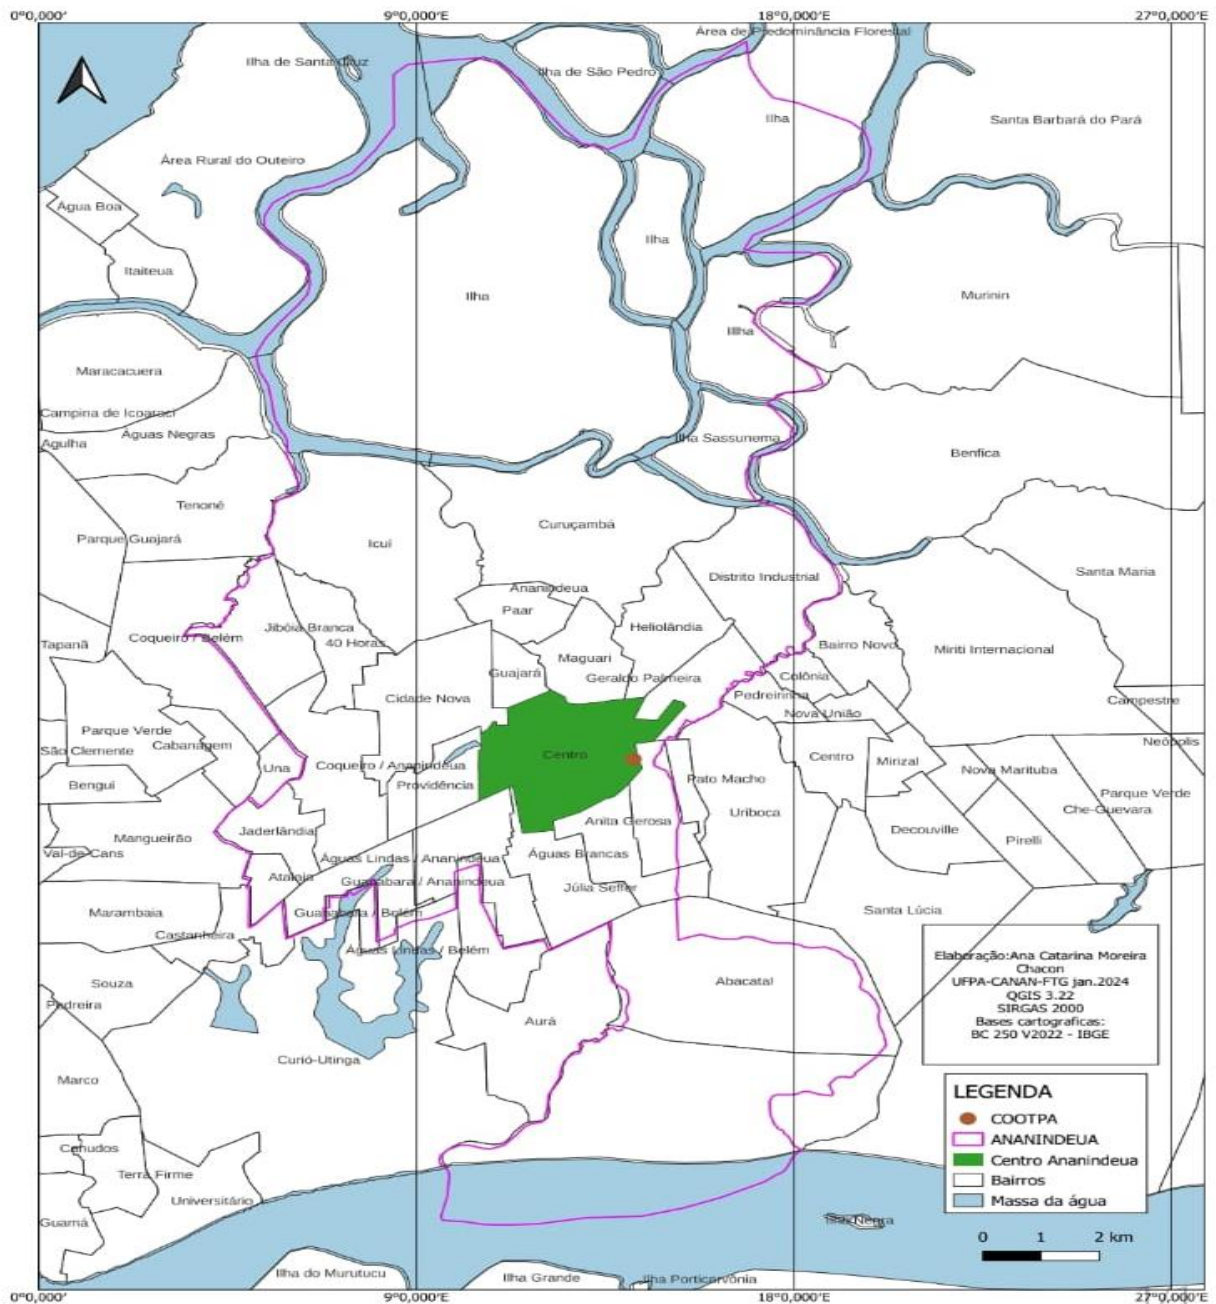 0°0,000'E 9°0,000'E 18°0,000'E 27°0,000'E
Área de Predominância Florestal
Ilha de Santa Cruz
Ilha de São Pedro
Ilha
Santa Barbará do Pará
Área Rural do Outeiro
Água Boa
Ilha
Itaiteua
Ilha
Murinin
Illha
Maracacuera
Campina de Icoaraci
Águas Negras
Agulha
Ilha Sassunema
Benfica
Tenoné
Curuçambá
Parque Guajará
Icuí
Santa Maria
Distrito Industrial
Ananindeua
Paar
Jibóia Branca
Heliolândia
Coqueiro / Belém
40 Horas
Tapanã
Bairro Novo
Miriti Internacional
Maguari
Guajará
Geraldo Palmeira
Colônia
Pedreirinha
Cidade Nova
Campestre
Nova União
Parque Verde
Cabanagem
São Clemente
Neópolis
Centro
Centro
Mirizal
Una
Coqueiro / Ananindeua
Nova Marituba
Pato Macho
Bengui
Providência
Parque Verde
Uriboca
Che-Guevara
Anita Gerosa
Jaderlândia
Decouville
Mangueirão
Pirelli
Val-de-Cans
Águas Brancas
Águas Lindas / Ananindeua
Atalaia
Guanabara / Ananindeua
Júlia Seffer
Marambaia
Guanabara / Belém
Santa Lúcia
Castanheira
Águas Lindas / Belém
Souza
Abacatal
Pedreira
Aurá
Curió-Utinga
Marco
Canudos
Terra Firme
Universitário
Guamá
Ilha Negra
Ilha do Murutucu
Ilha Grande
Elaboração:Ana Catarina Moreira
Chacon
UFPA-CANAN-FTG jan.2024
QGIS 3.22
SIRGAS 2000
Bases cartograficas:
BC 250 V2022 - IBGE
LEGENDA
COOTPA
ANANINDEUA
Centro Ananindeua
Bairros
Massa da água
0 1 2 km
0°0,000'E 9°0,000'E 18°0,000'E 27°0,000'E